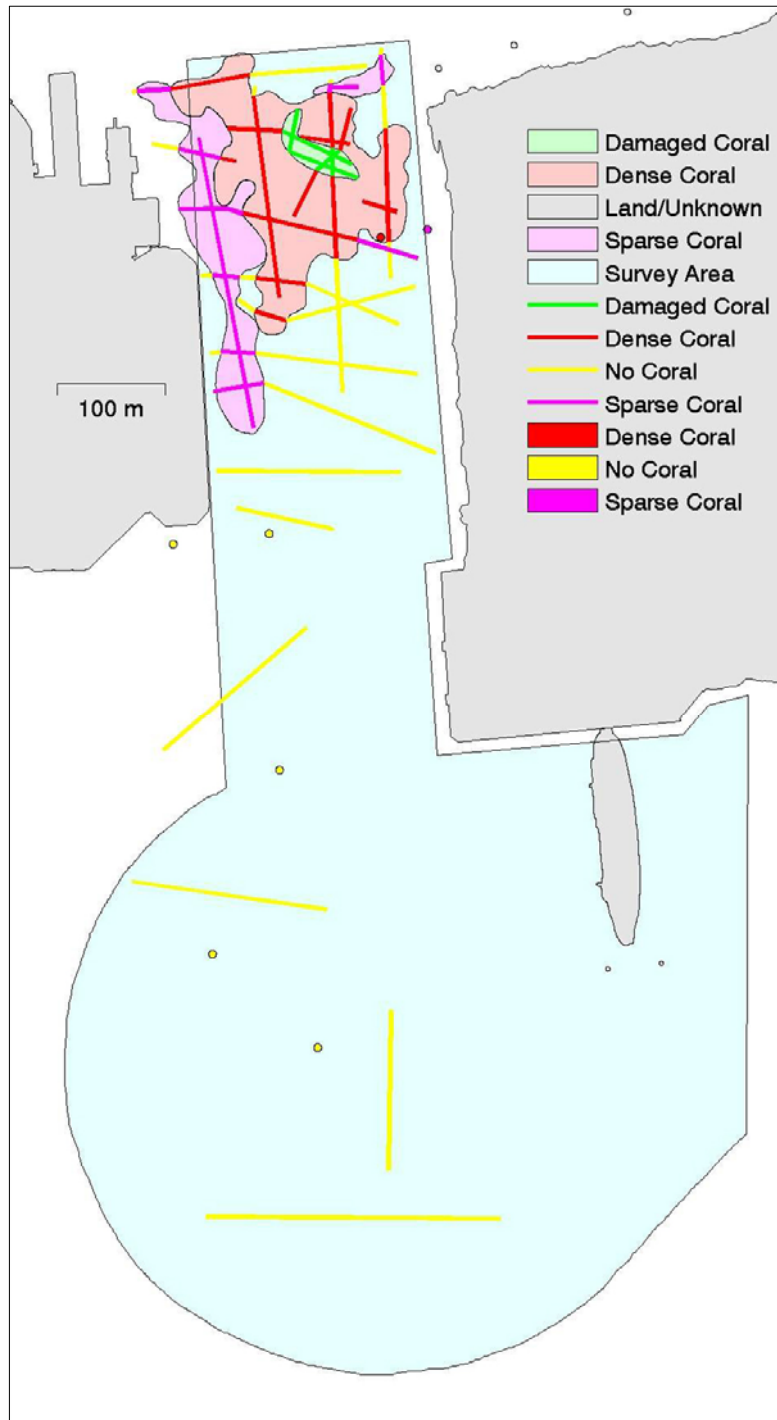 Damaged Coral
Dense Coral
Land/Unknown
Sparse Coral
Survey Area
Damaged Coral
Dense Coral
No Coral
Sparse Coral
Dense Coral
No Coral
Sparse Coral
100 m